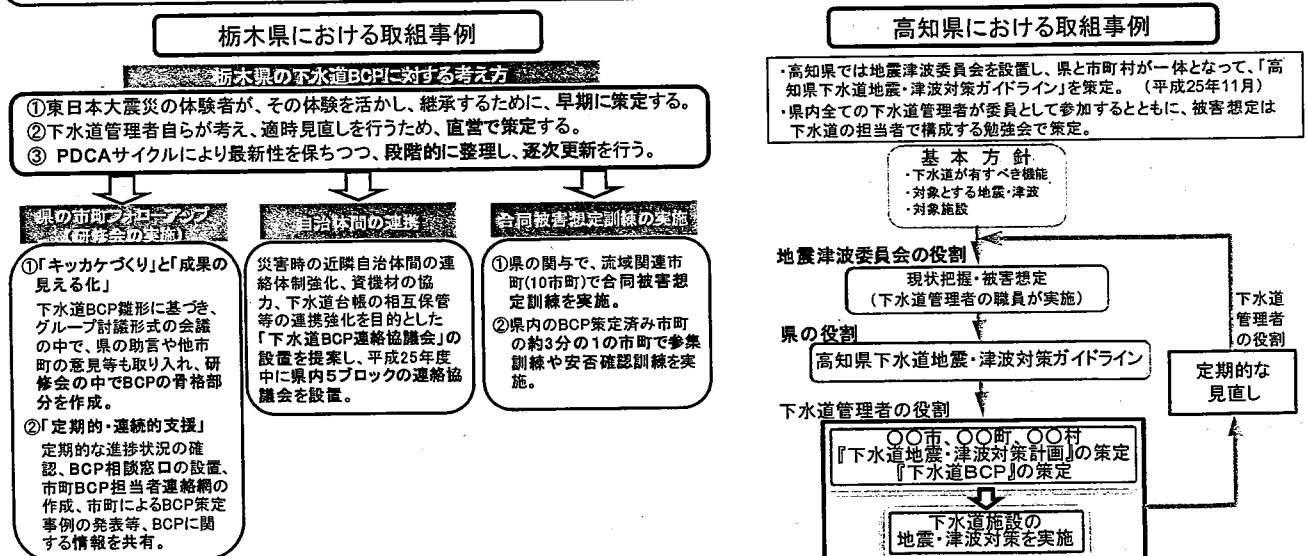 栃木県における取組事例
栃木県の下水道BCPに対する考え方
①東日本大震災の体験者が、その体験を活かし、継承するために、早期に策定する。
②下水道管理者自らが考え、適時見直しを行うため、直営で策定する。
③ PDCAサイクルにより最新性を保ちつつ、段階的に整理し、逐次更新を行う。
県の市町フォローアップ
(研修会の実施)
①「キッカケづくり」と「成果の
見える化」
下水道BCP雛形に基づき、
グループ討議形式の会議
の中で、県の助言や他市
町の意見等も取り入れ、研
修会の中でBCPの骨格部
分を作成。
②「定期的・連続的支援」
定期的な進捗状況の確
認、BCP相談窓口の設置、
市町BCP担当者連絡網の
作成、市町によるBCP策定
事例の発表等、BCPに関
する情報を共有。
自治体間の連携
災害時の近隣自治体間の連
絡体制強化、資機材の協
力、下水道台帳の相互保管
等の連携強化を目的とした
「下水道BCP連絡協議会」の
設置を提案し、平成25年度
中に県内5ブロックの連絡協
議会を設置。
合同被害想定訓練の実施
①県の関与で、流域関連市
町(10市町)で合同被害想
定訓練を実施。
②県内のBCP策定済み市町
の約3分の1の市町で参集
訓練や安否確認訓練を実
施。
高知県における取組事例
・高知県では地震津波委員会を設置し、県と市町村が一体となって、「高
知県下水道地震・津波対策ガイドライン」を策定。 (平成25年11月)
・県内全ての下水道管理者が委員として参加するとともに、被害想定は
下水道の担当者で構成する勉強会で策定。
基本方針
・下水道が有すべき機能
・対象とする地震・津波
・対象施設
地震津波委員会の役割
現状把握・被害想定
(下水道管理者の職員が実施)
県の役割
高知県下水道地震・津波対策ガイドライン
下水道管理者の役割
〇〇市、〇〇町、〇〇村
『下水道地震・津波対策計画』の策定
『下水道BCP』の策定
下水道施設の
地震・津波対策を実施
下水道
管理者
の役割
定期的な
見直し